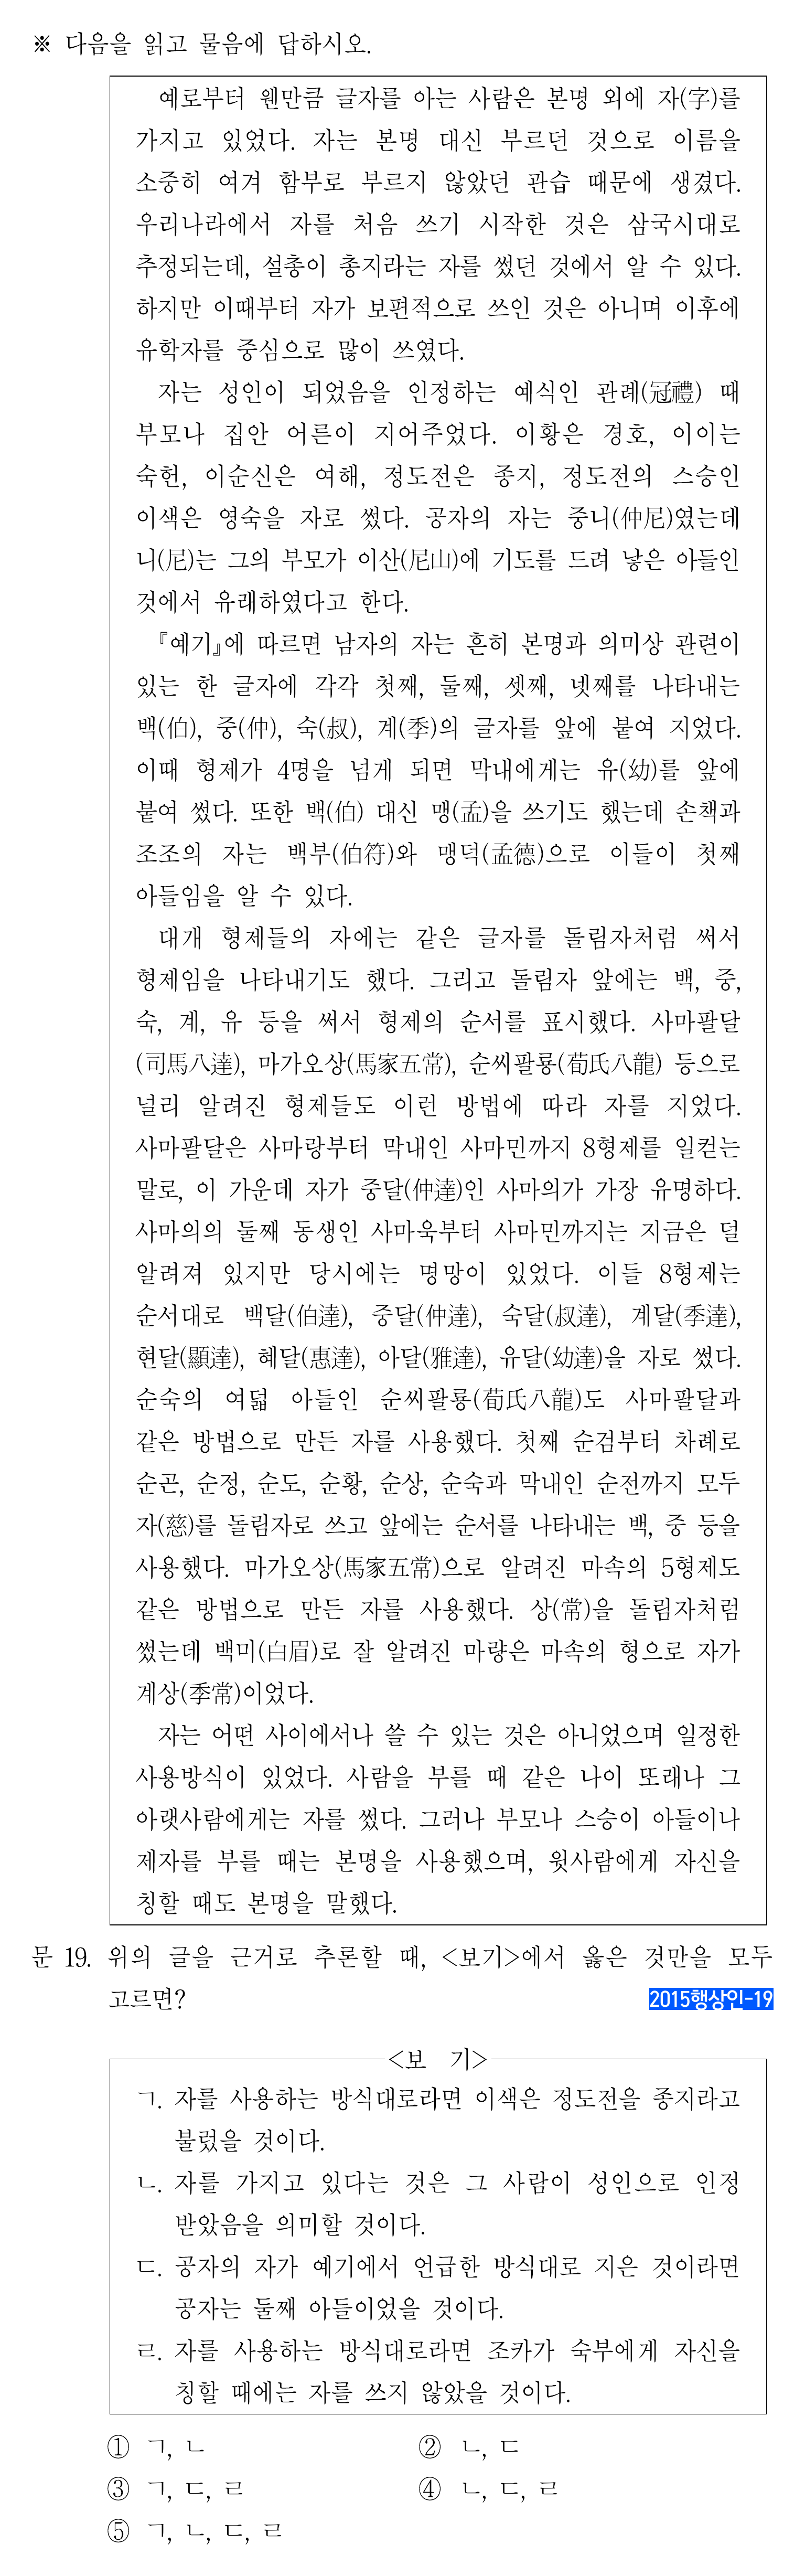 ※ 다음을 읽고 물음에 답하시오.
예로부터 웬만큼 글자를 아는 사람은 본명 외에 자(字)를
가지고 있었다. 자는 본명 대신 부르던 것으로 이름을
소중히 여겨 함부로 부르지 않았던 관습 때문에 생겼다.
우리나라에서 자를 처음 쓰기 시작한 것은 삼국시대로
추정되는데, 설총이 총지라는 자를 썼던 것에서 알 수 있다.
하지만 이때부터 자가 보편적으로 쓰인 것은 아니며 이후에
유학자를 중심으로 많이 쓰였다.
자는 성인이 되었음을 인정하는 예식인 관례(冠禮) 때
부모나 집안 어른이 지어주었다. 이황은 경호, 이이는
숙헌, 이순신은 여해, 정도전은 종지, 정도전의 스승인
이색은 영숙을 자로 썼다. 공자의 자는 중니(仲尼)였는데
니(尼)는 그의 부모가 이산(尼山)에 기도를 드려 낳은 아들인
것에서 유래하였다고 한다.
『예기』에 따르면 남자의 자는 흔히 본명과 의미상 관련이
있는 한 글자에 각각 첫째, 둘째, 셋째, 넷째를 나타내는
백(伯), 중(仲), 숙(叔), 계(季)의 글자를 앞에 붙여 지었다.
이때 형제가 4명을 넘게 되면 막내에게는 유(幼)를 앞에
붙여 썼다. 또한 백(伯) 대신 맹(孟)을 쓰기도 했는데 손책과
조조의 자는 백부(伯符)와 맹덕(孟德)으로 이들이 첫째
아들임을 알 수 있다.
대개 형제들의 자에는 같은 글자를 돌림자처럼 써서
형제임을 나타내기도 했다. 그리고 돌림자 앞에는 백, 중,
숙, 계, 유 등을 써서 형제의 순서를 표시했다. 사마팔달
(司馬八達), 마가오상(馬家五常), 순씨팔룡(荀氏八龍) 등으로
널리 알려진 형제들도 이런 방법에 따라 자를 지었다.
사마팔달은 사마랑부터 막내인 사마민까지 8형제를 일컫는
말로, 이 가운데 자가 중달(仲達)인 사마의가 가장 유명하다.
사마의의 둘째 동생인 사마욱부터 사마민까지는 지금은 덜
알려져 있지만 당시에는 명망이 있었다. 이들 8형제는
순서대로 백달(伯達), 중달(仲達), 숙달(叔達), 계달(季達),
현달(顯達), 혜달(惠達), 아달(雅達), 유달(幼達)을 자로 썼다.
순숙의 여덟 아들인 순씨팔룡(荀氏八龍)도 사마팔달과
같은 방법으로 만든 자를 사용했다. 첫째 순검부터 차례로
순곤, 순정, 순도, 순황, 순상, 순숙과 막내인 순전까지 모두
자(慈)를 돌림자로 쓰고 앞에는 순서를 나타내는 백, 중 등을
사용했다. 마가오상(馬家五常)으로 알려진 마속의 5형제도
같은 방법으로 만든 자를 사용했다. 상(常)을 돌림자처럼
썼는데 백미(白眉)로 잘 알려진 마량은 마속의 형으로 자가
계상(季常)이었다.
자는 어떤 사이에서나 쓸 수 있는 것은 아니었으며 일정한
사용방식이 있었다. 사람을 부를 때 같은 나이 또래나 그
아랫사람에게는 자를 썼다. 그러나 부모나 스승이 아들이나
제자를 부를 때는 본명을 사용했으며, 윗사람에게 자신을
칭할 때도 본명을 말했다.
문 19. 위의 글을 근거로 추론할 때, <보기>에서 옳은 것만을 모두
고르면? 2015행상인-19
<보 기>
ㄱ. 자를 사용하는 방식대로라면 이색은 정도전을 종지라고
불렀을 것이다.
ㄴ. 자를 가지고 있다는 것은 그 사람이 성인으로 인정
받았음을 의미할 것이다.
ㄷ. 공자의 자가 예기에서 언급한 방식대로 지은 것이라면
공자는 둘째 아들이었을 것이다.
ㄹ. 자를 사용하는 방식대로라면 조카가 숙부에게 자신을
칭할 때에는 자를 쓰지 않았을 것이다.
① ㄱ, ㄴ ② ㄴ, ㄷ
③ ㄱ, ㄷ, ㄹ ④ ㄴ, ㄷ, ㄹ
⑤ ㄱ, ㄴ, ㄷ, ㄹ